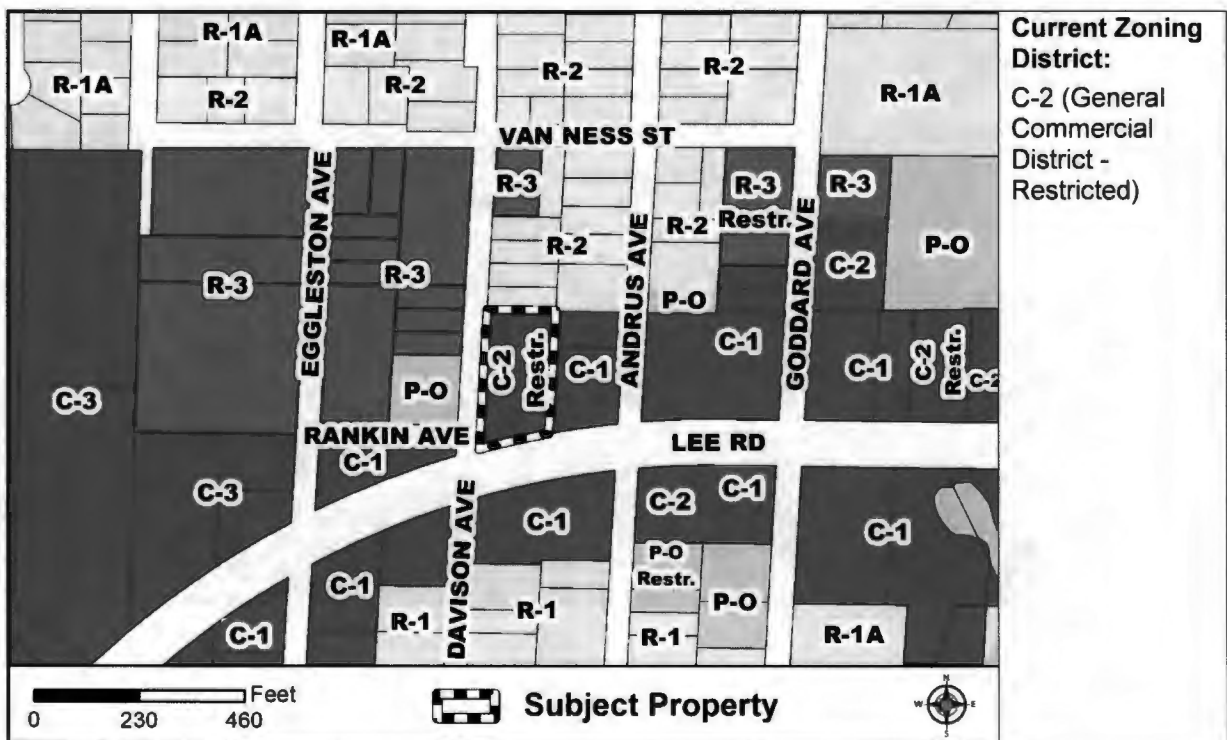 R-1A
R-1A
R-2
R-2
R-1A
R-1A
R-2
R-2
VAN NESS ST
EGGLESTON AVE
R-3
R-3
Restr.
R-3
R-2
R-2
P-O
C-2
R-3
R-3
P-O
ANDRUS AVE
GODDARD AVE
C-1
C-1
C-2
Restr.
C-2
C-2
Restr.
C-1
C-3
P-O
RANKIN AVE
LEE RD
C-1
C-3
C-1
C-2
C-1
C-1
DAVISON AVE
P-O
Restr.
P-O
C-1
R-1
R-1
R-1
R-1A
C-1
Current Zoning
District:
C-2 (General
Commercial
District -
Restricted)
Feet
0
230
460
Subject Property
N
W
E
S